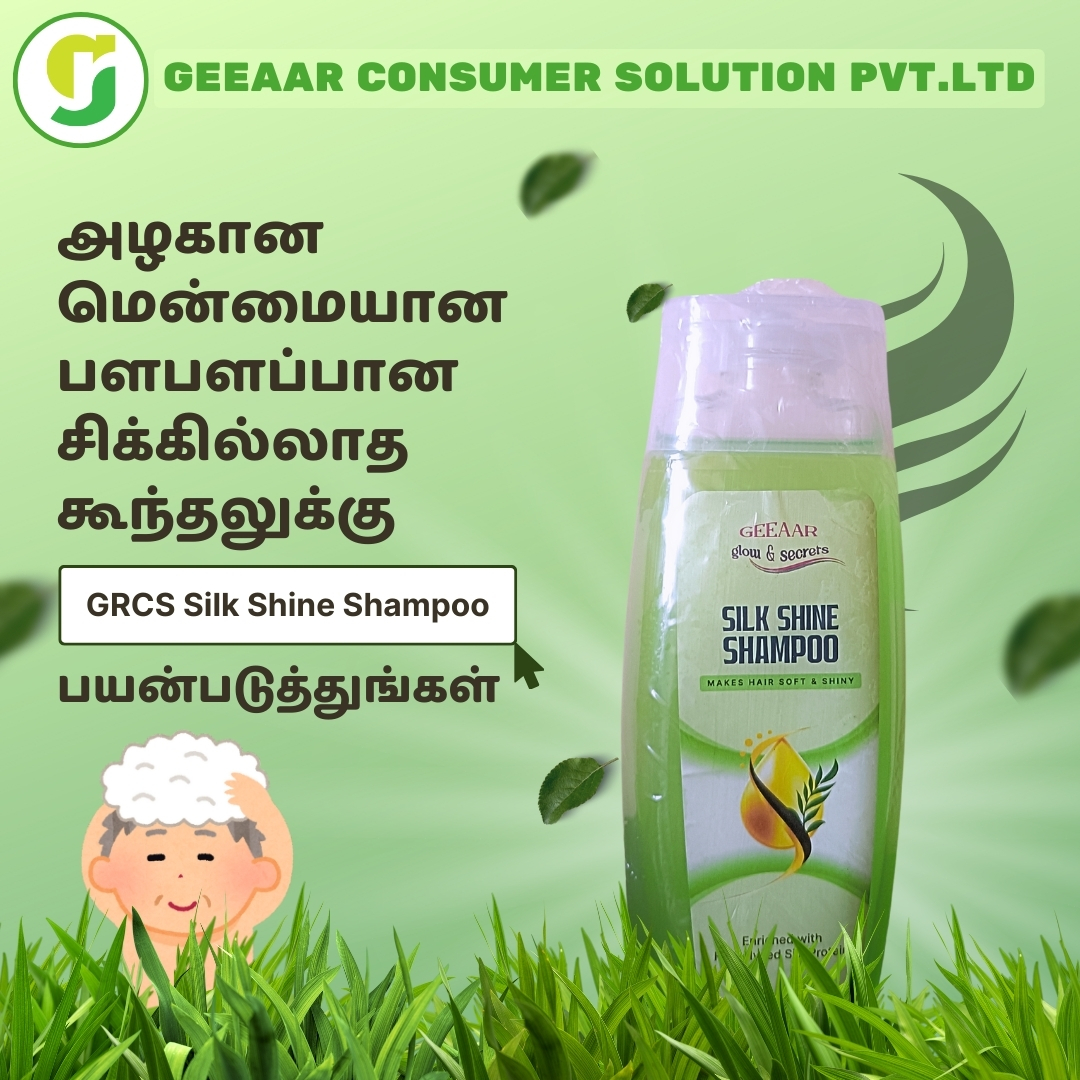 GEEAAR CONSUMER SOLUTION PVT.LTD
அழகான
மென்மையான
பளபளப்பான
சிக்கில்லாத
கூந்தலுக்கு
GRCS Silk Shine Shampoo
பயன்படுத்துங்கள்
GEEAAR
glow & secrets
SILK SHINE
SHAMPOO
MAKES HAIR SOFT & SHINY
Enriched with